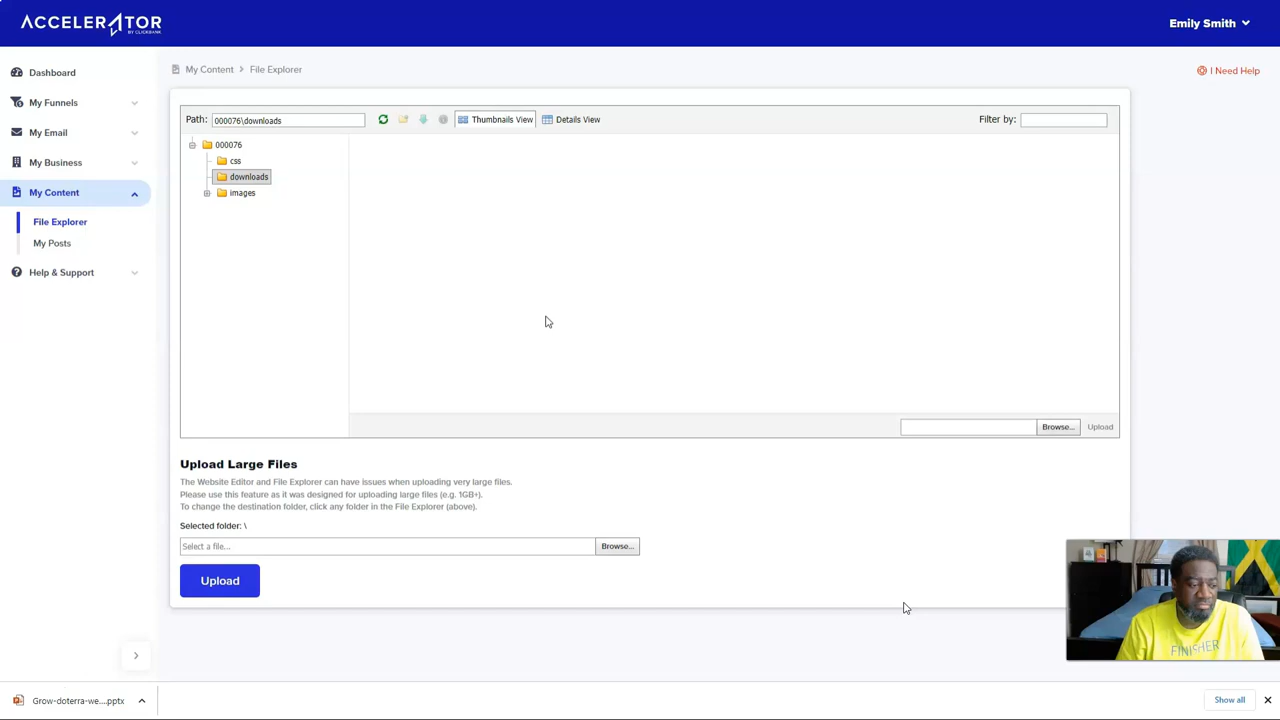 ACCELERATOR
BY CLICKBANK
Emily Smith
Dashboard
My Funnels
My Email
My Business
My Content
File Explorer
My Posts
Help & Support
My Content > File Explorer
I Need Help
Path: 000076\downloads
Thumbnails View
Details View
Filter by:
000076
css
downloads
images
Browse...
Upload
Upload Large Files
The Website Editor and File Explorer can have issues when uploading very large files.
Please use this feature as it was designed for uploading large files (e.g. 1GB+).
To change the destination folder, click any folder in the File Explorer (above).
Selected folder: \
Select a file...
Browse...
Upload
FINISHER
Grow-doterra-we....pptx
Show all